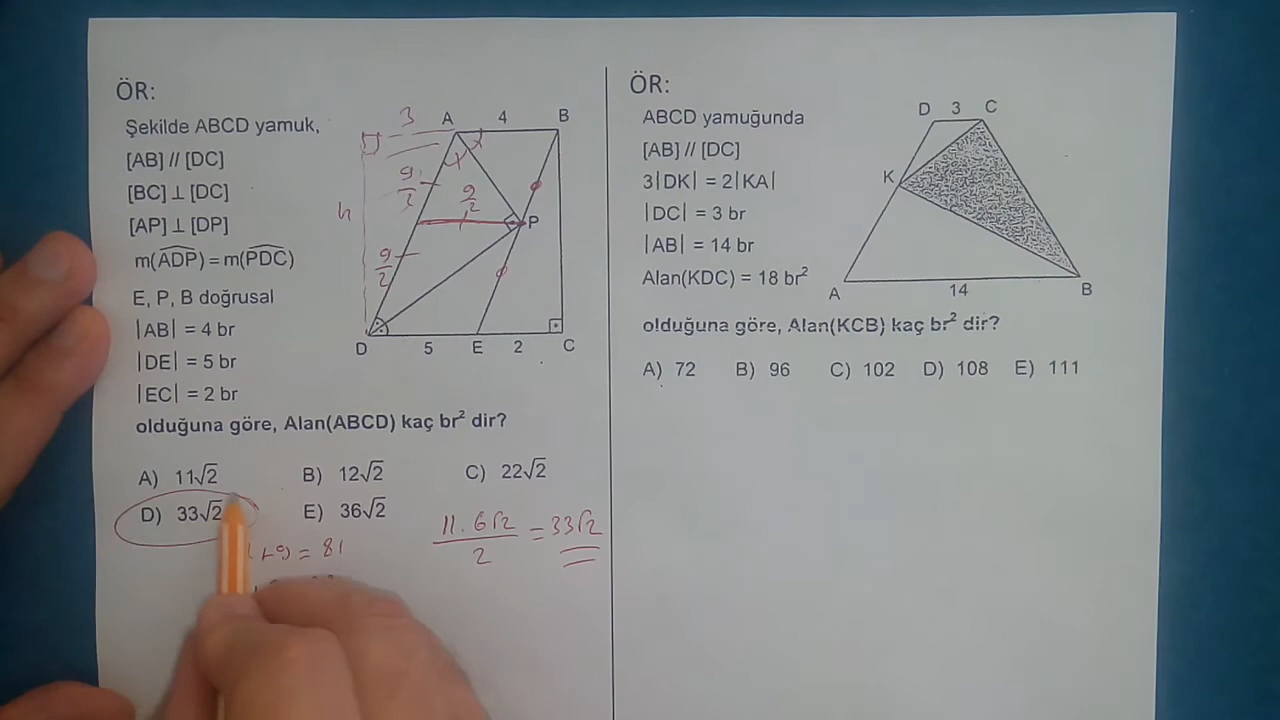 ÖR:
Şekilde ABCD yamuk,
[AB] // [DC]
[BC] ⊥ [DC]
[AP] ⊥ [DP]
m(ADP) = m(PDC)
E, P, B doğrusal
|AB| = 4 br
|DE| = 5 br
|EC| = 2 br
olduğuna göre, Alan(ABCD) kaç br² dir?
A) 11√2 B) 12√2 C) 22√2
D) 33√2 E) 36√2
3
A 4 B
h
9/2
9/2
P
D 5 E 2 C
+9 = 81
11.6√2/2 = 33√2
ÖR:
ABCD yamuğunda
[AB] // [DC]
3|DK| = 2|KA|
|DC| = 3 br
|AB| = 14 br
Alan(KDC) = 18 br²
olduğuna göre, Alan(KCB) kaç br² dir?
A) 72 B) 96 C) 102 D) 108 E) 111
D 3 C
K
A 14 B